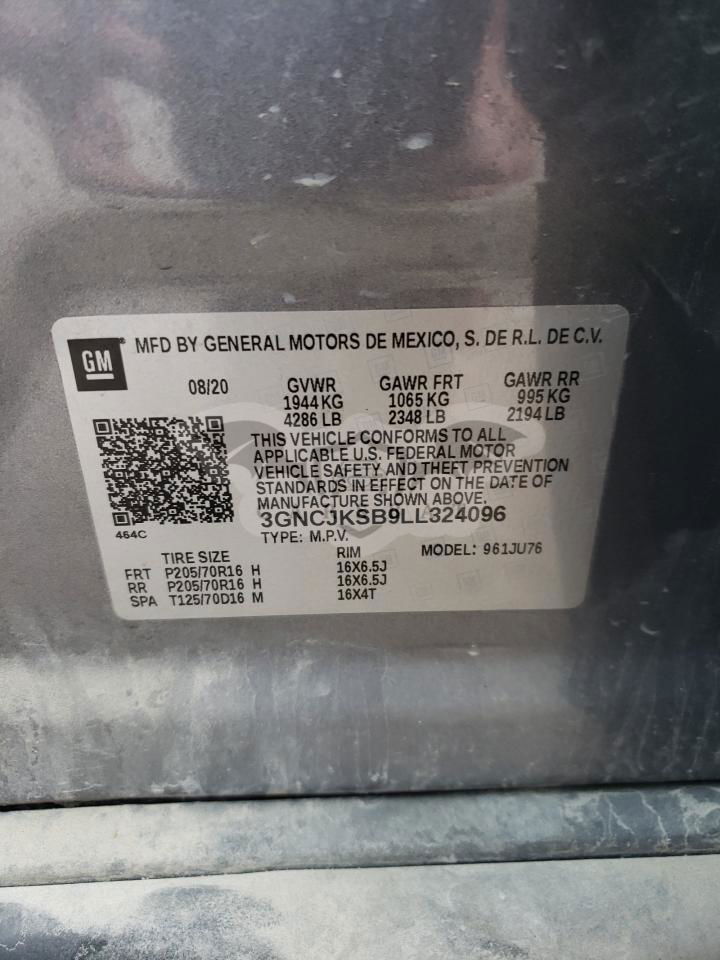 GM
MFD BY GENERAL MOTORS DE MEXICO, S. DE R.L. DE C.V.
08/20 GVWR GAWR FRT GAWR RR
1944 KG 1065 KG 995 KG
4286 LB 2348 LB 2194 LB
THIS VEHICLE CONFORMS TO ALL
APPLICABLE U.S. FEDERAL MOTOR
VEHICLE SAFETY AND THEFT PREVENTION
STANDARDS IN EFFECT ON THE DATE OF
MANUFACTURE SHOWN ABOVE.
3GNCJKSB9LL324096
464C
TYPE: M.P.V. MODEL: 961JU76
TIRE SIZE RIM
FRT P205/70R16 H 16X6.5J
RR P205/70R16 H 16X6.5J
SPA T125/70D16 M 16X4T